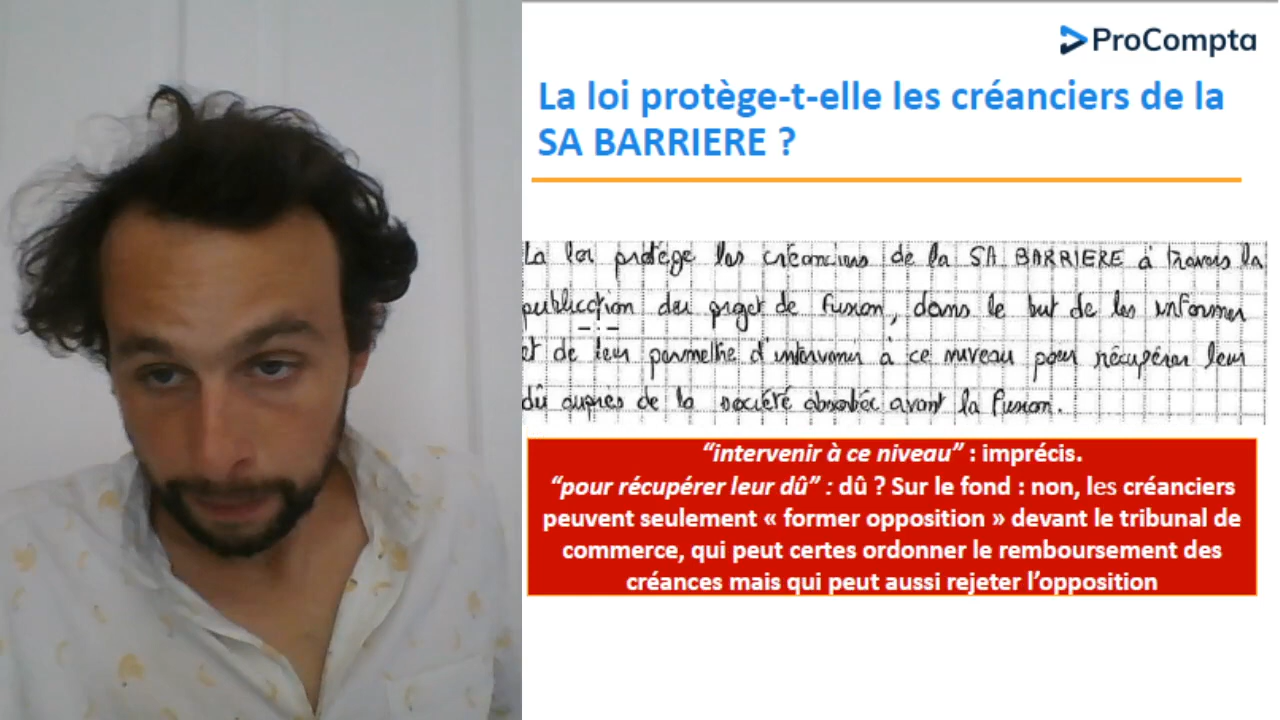 ProCompta
La loi protège-t-elle les créanciers de la
SA BARRIERE ?
La loi protège les créanciers de la SA BARRIERE à travers la
publication du projet de fusion, dans le but de les informer
et de leur permettre d'intervenir à ce niveau pour récupérer leur
dû auprès de la société absorbée avant la fusion.
“intervenir à ce niveau” : imprécis.
“pour récupérer leur dû” : dû ? Sur le fond : non, les créanciers
peuvent seulement « former opposition » devant le tribunal de
commerce, qui peut certes ordonner le remboursement des
créances mais qui peut aussi rejeter l’opposition